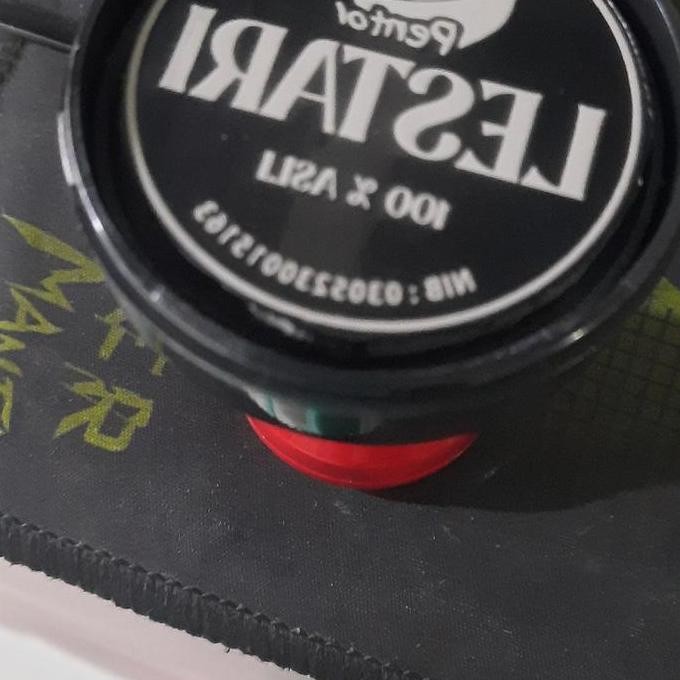 Pentol
LESTARI
100 % ASLI
NIB : 0305230015163